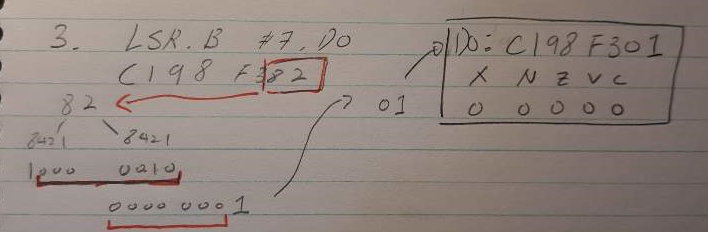 3. LSR.B #7, D0
C198 F382
82
8421 8421
1000 0010
0000 0001
01
D0: C198 F301
X N Z V C
0 0 0 0 0